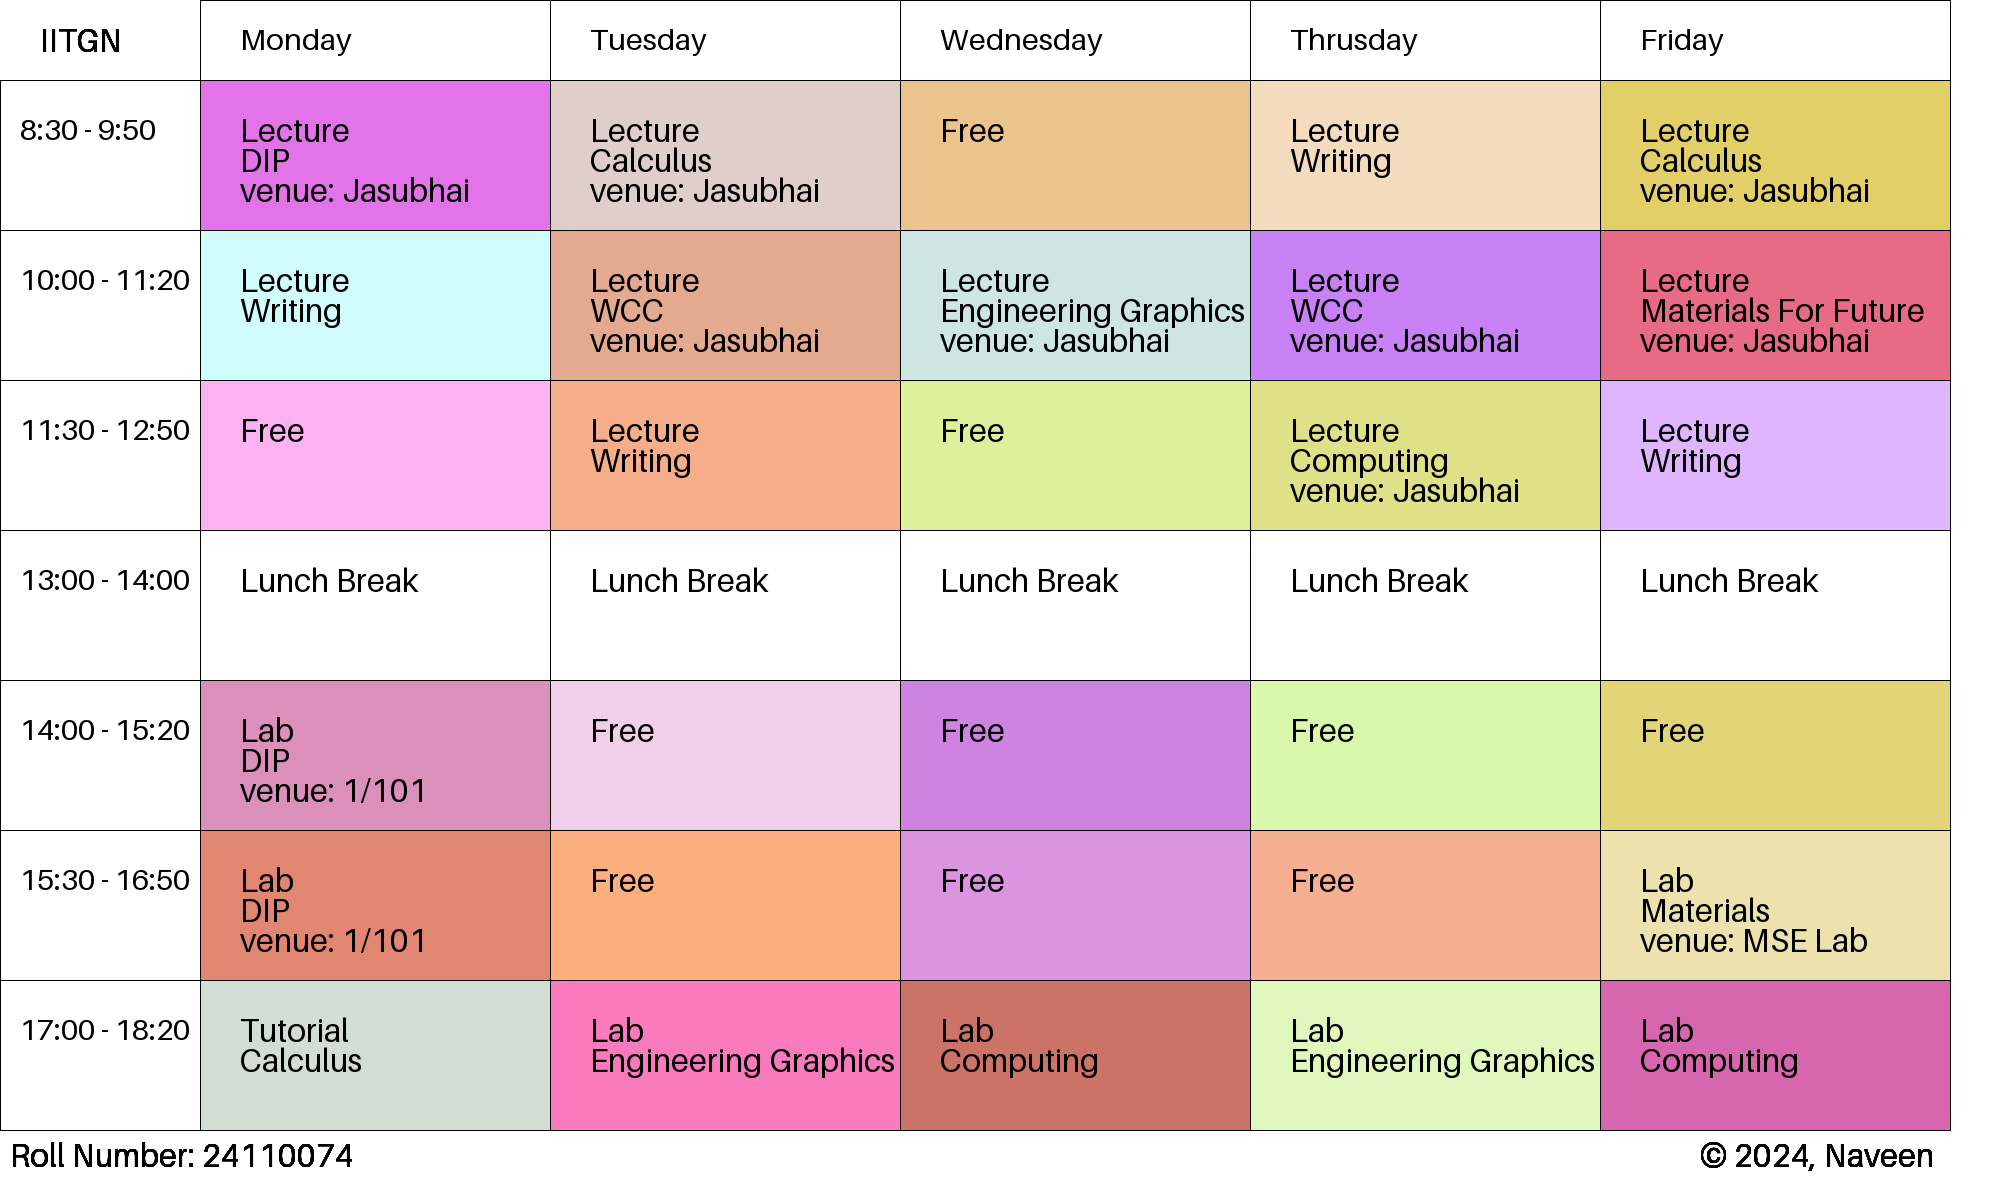 IITGN Monday Tuesday Wednesday Thrusday Friday
8:30 - 9:50
Lecture
DIP
venue: Jasubhai
Lecture
Calculus
venue: Jasubhai
Free
Lecture
Writing
Lecture
Calculus
venue: Jasubhai
10:00 - 11:20
Lecture
Writing
Lecture
WCC
venue: Jasubhai
Lecture
Engineering Graphics
venue: Jasubhai
Lecture
WCC
venue: Jasubhai
Lecture
Materials For Future
venue: Jasubhai
11:30 - 12:50
Free
Lecture
Writing
Free
Lecture
Computing
venue: Jasubhai
Lecture
Writing
13:00 - 14:00
Lunch Break
Lunch Break
Lunch Break
Lunch Break
Lunch Break
14:00 - 15:20
Lab
DIP
venue: 1/101
Free
Free
Free
Free
15:30 - 16:50
Lab
DIP
venue: 1/101
Free
Free
Free
Lab
Materials
venue: MSE Lab
17:00 - 18:20
Tutorial
Calculus
Lab
Engineering Graphics
Lab
Computing
Lab
Engineering Graphics
Lab
Computing
Roll Number: 24110074
© 2024, Naveen